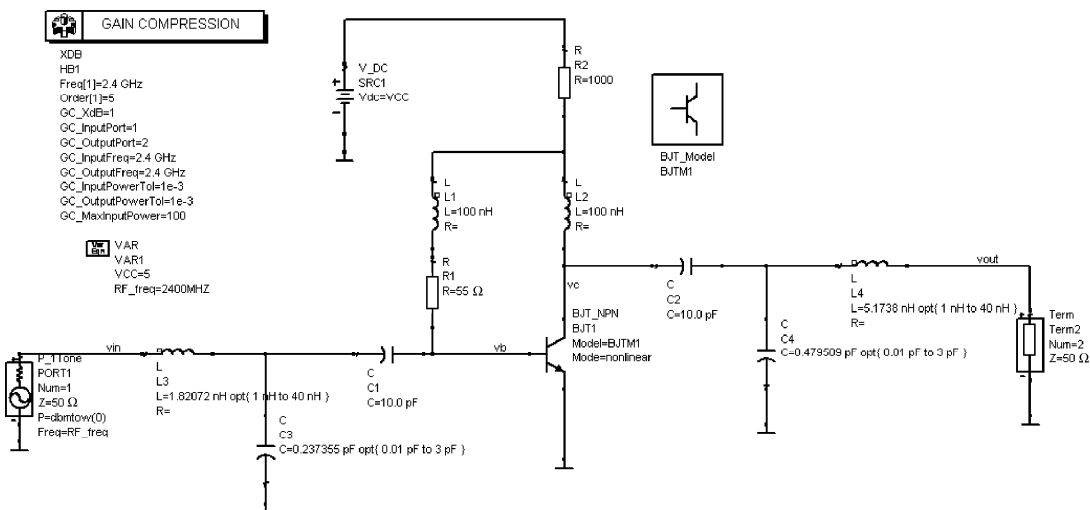 GAIN COMPRESSION
XDB
HB1
Freq[1]=2.4 GHz
Order[1]=5
GC_XdB=1
GC_InputPort=1
GC_OutputPort=2
GC_InputFreq=2.4 GHz
GC_OutputFreq=2.4 GHz
GC_InputPowerTol=1e-3
GC_OutputPowerTol=1e-3
GC_MaxInputPower=100
Var
Eqn
VAR
VAR1
VCC=5
RF_freq=2400MHZ
V_DC
SRC1
Vdc=VCC
R
R2
R=1000
BJT_Model
BJTM1
L
L1
L=100 nH
R=
L
L2
L=100 nH
R=
R
R1
R=55 Ω
vin
P_1Tone
PORT1
Num=1
Z=50 Ω
P=dbmtow(0)
Freq=RF_freq
L
L3
L=1.82072 nH opt{ 1 nH to 40 nH }
R=
C
C3
C=0.237355 pF opt{ 0.01 pF to 3 pF }
C
C1
C=10.0 pF
vb
vc
BJT_NPN
BJT1
Model=BJTM1
Mode=nonlinear
C
C2
C=10.0 pF
L
L4
L=5.1738 nH opt{ 1 nH to 40 nH }
R=
C
C4
C=0.479509 pF opt{ 0.01 pF to 3 pF }
vout
Term
Term2
Num=2
Z=50 Ω